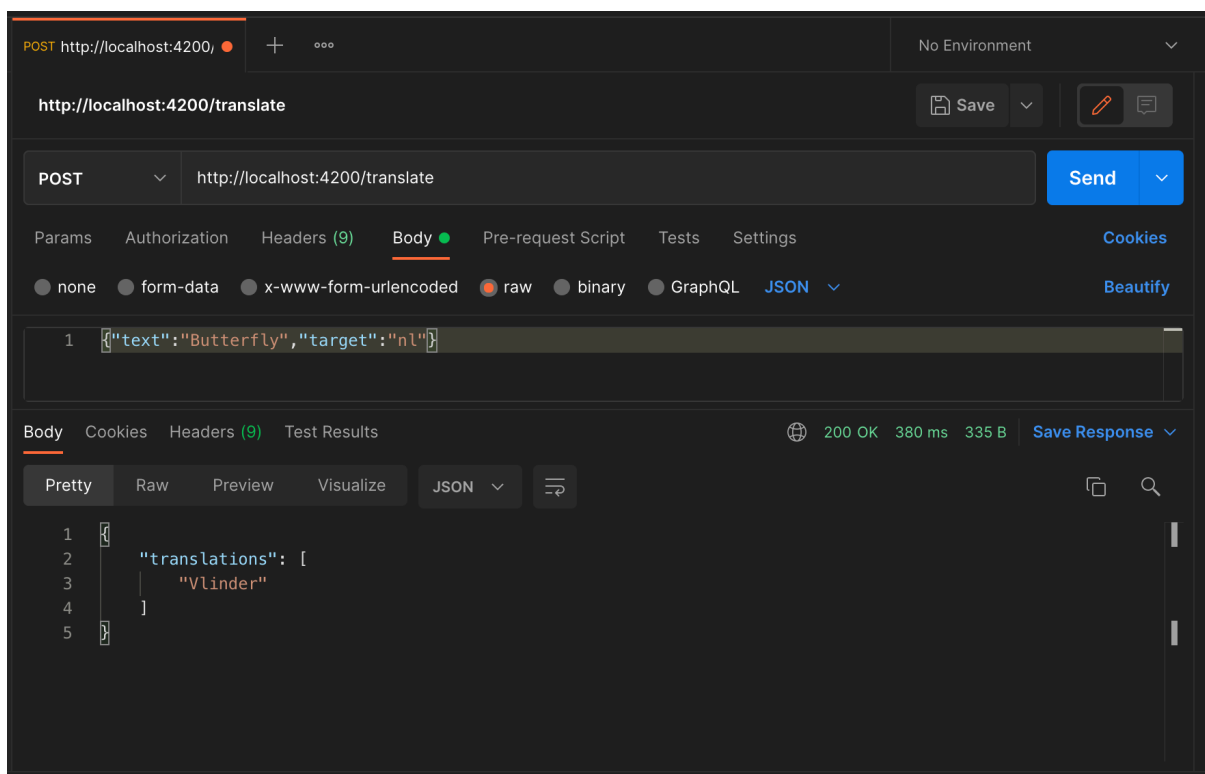 POST http://localhost:4200/ No Environment
http://localhost:4200/translate Save
POST http://localhost:4200/translate Send
Params Authorization Headers (9) Body Pre-request Script Tests Settings Cookies
none form-data x-www-form-urlencoded raw binary GraphQL JSON Beautify
1 {"text":"Butterfly","target":"nl"}
Body Cookies Headers (9) Test Results 200 OK 380 ms 335 B Save Response
Pretty Raw Preview Visualize JSON
1 {
2 "translations": [
3 "Vlinder"
4 ]
5 }